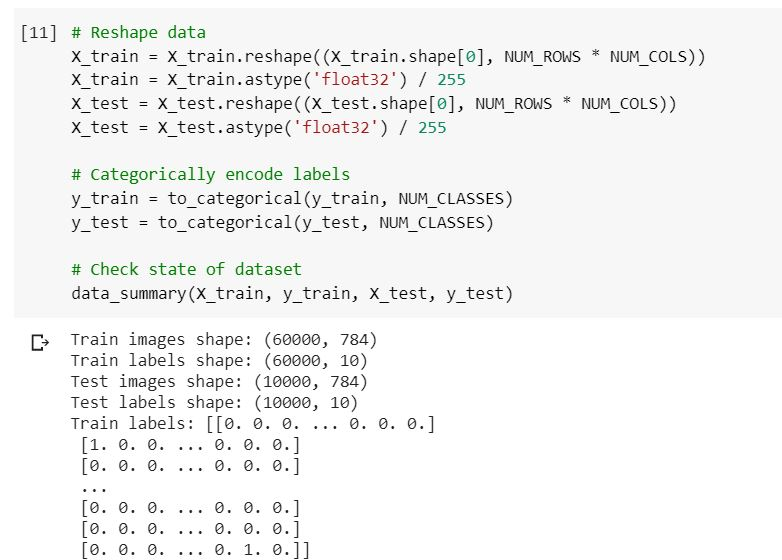 [11] # Reshape data
X_train = X_train.reshape((X_train.shape[0], NUM_ROWS * NUM_COLS))
X_train = X_train.astype('float32') / 255
X_test = X_test.reshape((X_test.shape[0], NUM_ROWS * NUM_COLS))
X_test = X_test.astype('float32') / 255
# Categorically encode labels
y_train = to_categorical(y_train, NUM_CLASSES)
y_test = to_categorical(y_test, NUM_CLASSES)
# Check state of dataset
data_summary(X_train, y_train, X_test, y_test)
Train images shape: (60000, 784)
Train labels shape: (60000, 10)
Test images shape: (10000, 784)
Test labels shape: (10000, 10)
Train labels: [[0. 0. 0. ... 0. 0. 0.]
[1. 0. 0. ... 0. 0. 0.]
[0. 0. 0. ... 0. 0. 0.]
...
[0. 0. 0. ... 0. 0. 0.]
[0. 0. 0. ... 0. 0. 0.]
[0. 0. 0. ... 0. 1. 0.]]